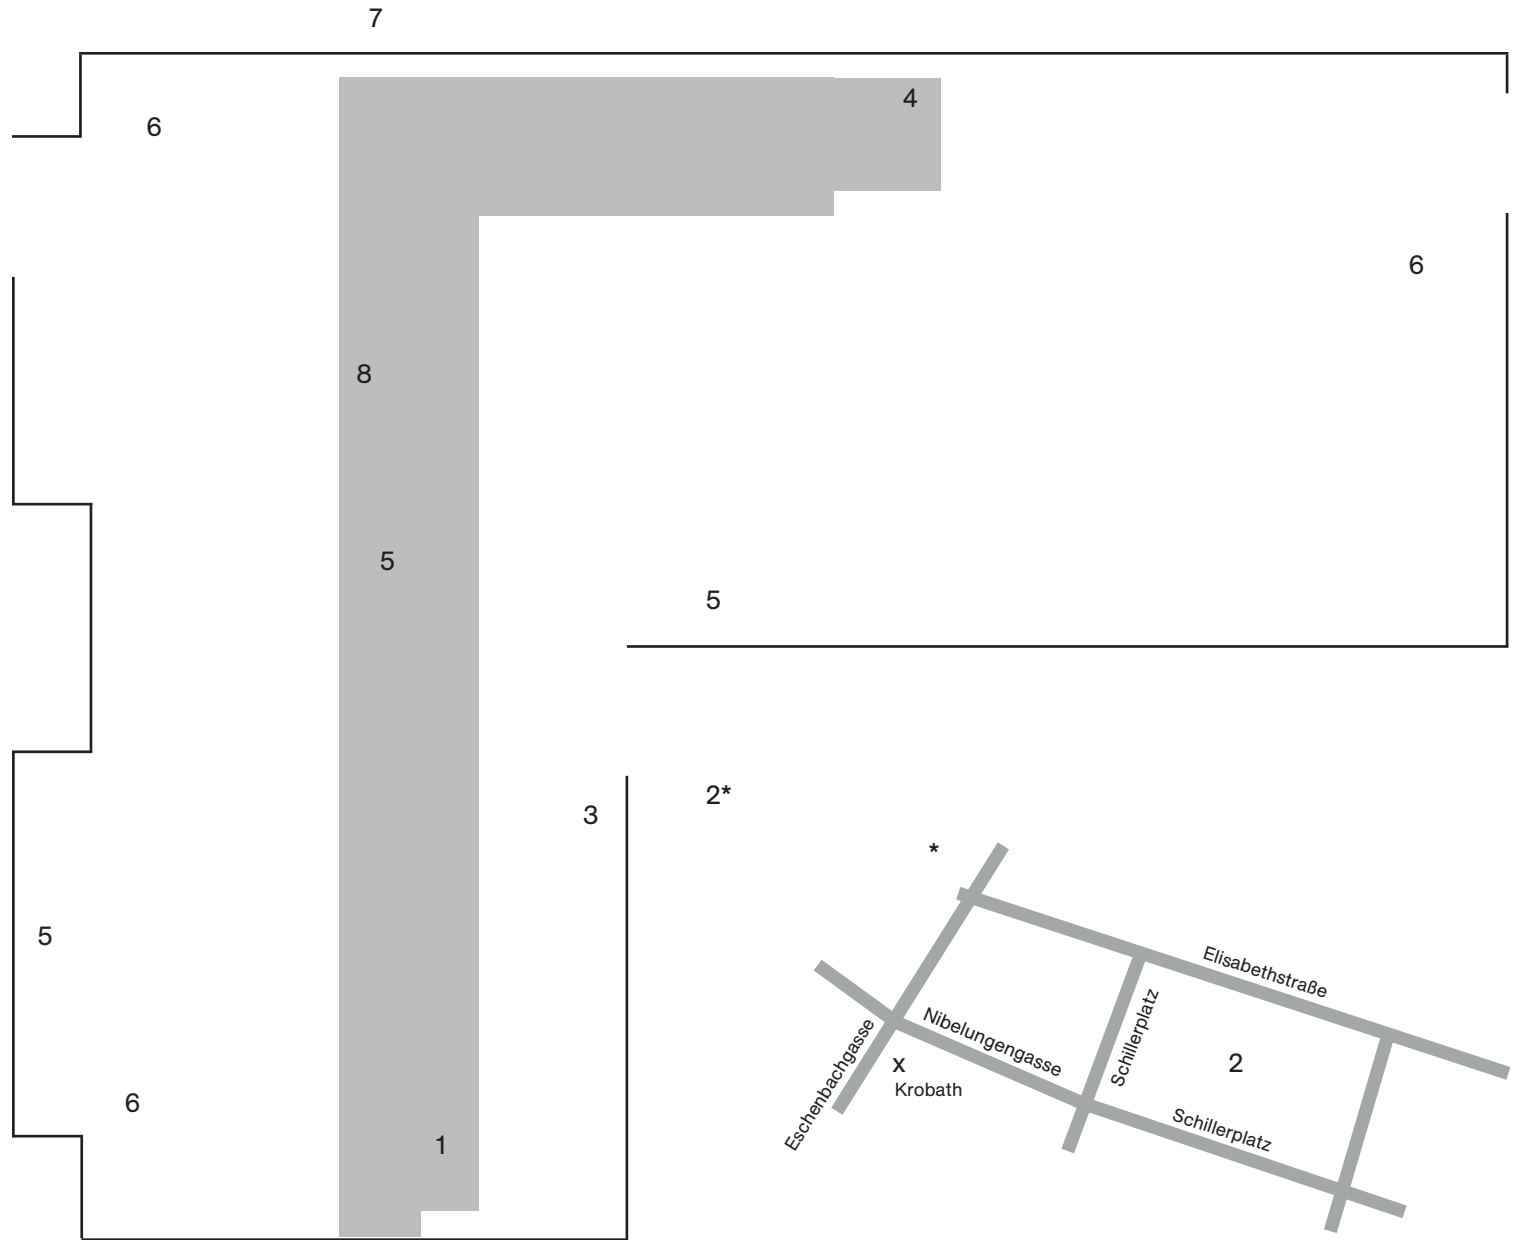 7
4
6
6
8
5
5
2*
3
*
5
Elisabethstraße
Schillerplatz
Nibelungengasse
Eschenbachgasse
2
x
Krobath
6
Schillerplatz
1